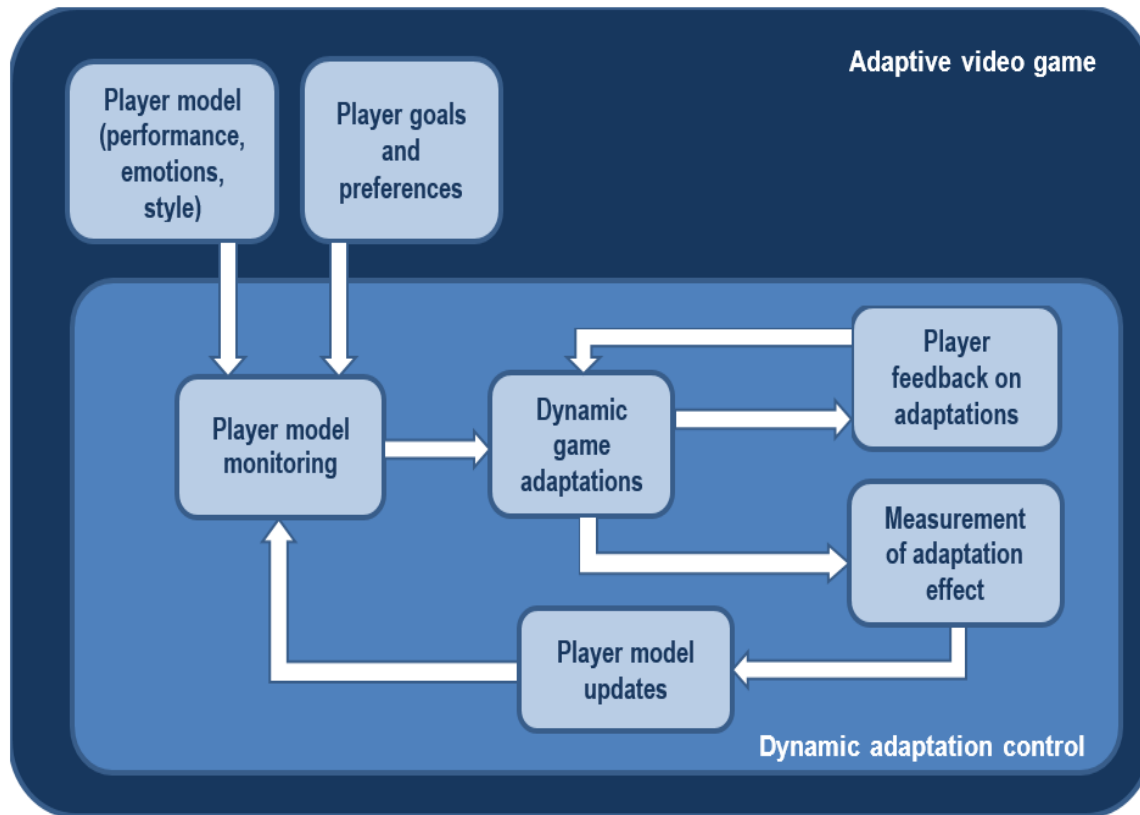 Adaptive video game
Player model
(performance,
emotions,
style)
Player goals
and
preferences
Player model
monitoring
Dynamic
game
adaptations
Player
feedback on
adaptations
Measurement
of adaptation
effect
Player model
updates
Dynamic adaptation control